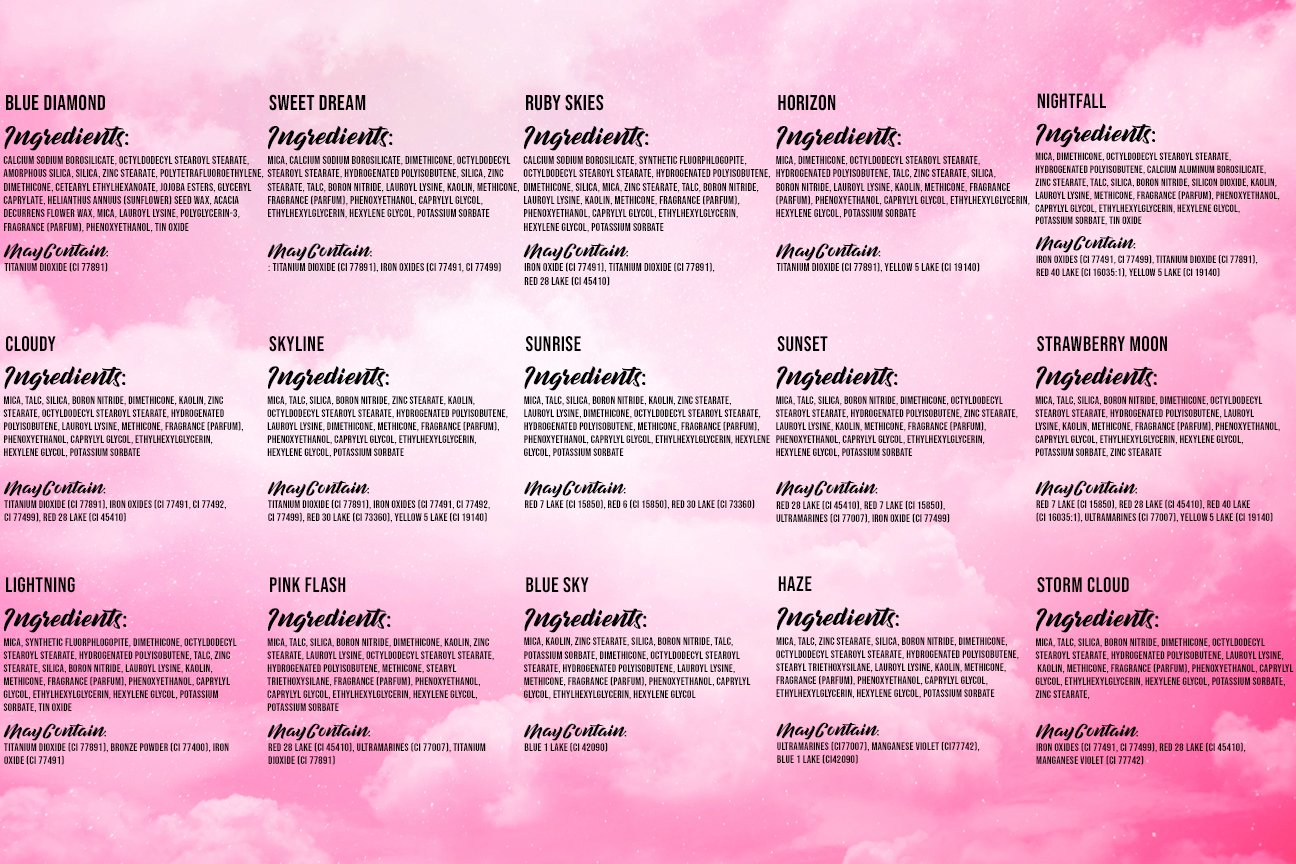 BLUE DIAMOND
Ingredients:
CALCIUM SODIUM BOROSILICATE, OCTYLDODECYL STEAROYL STEARATE,
AMORPHOUS SILICA, SILICA, ZINC STEARATE, POLYTETRAFLUOROETHYLENE,
DIMETHICONE, CETEARYL ETHYLHEXANOATE, JOJOBA ESTERS, GLYCERYL
CAPRYLATE, HELIANTHUS ANNUUS (SUNFLOWER) SEED WAX, ACACIA
DECURRENS FLOWER WAX, MICA, LAUROYL LYSINE, POLYGLYCERIN-3,
FRAGRANCE (PARFUM), PHENOXYETHANOL, TIN OXIDE
May Contain:
TITANIUM DIOXIDE (CI 77891)
SWEET DREAM
Ingredients:
MICA, CALCIUM SODIUM BOROSILICATE, DIMETHICONE, OCTYLDODECYL
STEAROYL STEARATE, HYDROGENATED POLYISOBUTENE, SILICA, ZINC
STEARATE, TALC, BORON NITRIDE, LAUROYL LYSINE, KAOLIN, METHICONE,
FRAGRANCE (PARFUM), PHENOXYETHANOL, CAPRYLYL GLYCOL,
ETHYLHEXYLGLYCERIN, HEXYLENE GLYCOL, POTASSIUM SORBATE
May Contain:
: TITANIUM DIOXIDE (CI 77891), IRON OXIDES (CI 77491, CI 77499)
RUBY SKIES
Ingredients:
CALCIUM SODIUM BOROSILICATE, SYNTHETIC FLUORPHLOGOPITE,
OCTYLDODECYL STEAROYL STEARATE, HYDROGENATED POLYISOBUTENE,
DIMETHICONE, SILICA, MICA, ZINC STEARATE, TALC, BORON NITRIDE,
LAUROYL LYSINE, KAOLIN, METHICONE, FRAGRANCE (PARFUM),
PHENOXYETHANOL, CAPRYLYL GLYCOL, ETHYLHEXYLGLYCERIN,
HEXYLENE GLYCOL, POTASSIUM SORBATE
May Contain:
IRON OXIDE (CI 77491), TITANIUM DIOXIDE (CI 77891),
RED 28 LAKE (CI 45410)
HORIZON
Ingredients:
MICA, DIMETHICONE, OCTYLDODECYL STEAROYL STEARATE,
HYDROGENATED POLYISOBUTENE, TALC, ZINC STEARATE, SILICA,
BORON NITRIDE, LAUROYL LYSINE, KAOLIN, METHICONE, FRAGRANCE
(PARFUM), PHENOXYETHANOL, CAPRYLYL GLYCOL, ETHYLHEXYLGLYCERIN,
HEXYLENE GLYCOL, POTASSIUM SORBATE
May Contain:
TITANIUM DIOXIDE (CI 77891), YELLOW 5 LAKE (CI 19140)
NIGHTFALL
Ingredients:
MICA, DIMETHICONE, OCTYLDODECYL STEAROYL STEARATE,
HYDROGENATED POLYISOBUTENE, CALCIUM ALUMINUM BOROSILICATE,
ZINC STEARATE, TALC, SILICA, BORON NITRIDE, SILICON DIOXIDE, KAOLIN,
LAUROYL LYSINE, METHICONE, FRAGRANCE (PARFUM), PHENOXYETHANOL,
CAPRYLYL GLYCOL, ETHYLHEXYLGLYCERIN, HEXYLENE GLYCOL,
POTASSIUM SORBATE, TIN OXIDE
May Contain:
IRON OXIDES (CI 77491, CI 77499), TITANIUM DIOXIDE (CI 77891),
RED 40 LAKE (CI 16035:1), YELLOW 5 LAKE (CI 19140)
CLOUDY
Ingredients:
MICA, TALC, SILICA, BORON NITRIDE, DIMETHICONE, KAOLIN, ZINC
STEARATE, OCTYLDODECYL STEAROYL STEARATE, HYDROGENATED
POLYISOBUTENE, LAUROYL LYSINE, METHICONE, FRAGRANCE (PARFUM),
PHENOXYETHANOL, CAPRYLYL GLYCOL, ETHYLHEXYLGLYCERIN,
HEXYLENE GLYCOL, POTASSIUM SORBATE
May Contain:
TITANIUM DIOXIDE (CI 77891), IRON OXIDES (CI 77491, CI 77492,
CI 77499), RED 28 LAKE (CI 45410)
SKYLINE
Ingredients:
MICA, TALC, SILICA, BORON NITRIDE, ZINC STEARATE, KAOLIN,
OCTYLDODECYL STEAROYL STEARATE, HYDROGENATED POLYISOBUTENE,
LAUROYL LYSINE, DIMETHICONE, METHICONE, FRAGRANCE (PARFUM),
PHENOXYETHANOL, CAPRYLYL GLYCOL, ETHYLHEXYLGLYCERIN,
HEXYLENE GLYCOL, POTASSIUM SORBATE
May Contain:
TITANIUM DIOXIDE (CI 77891), IRON OXIDES (CI 77491, CI 77492,
CI 77499), RED 30 LAKE (CI 73360), YELLOW 5 LAKE (CI 19140)
SUNRISE
Ingredients:
MICA, TALC, SILICA, BORON NITRIDE, KAOLIN, ZINC STEARATE,
LAUROYL LYSINE, DIMETHICONE, OCTYLDODECYL STEAROYL STEARATE,
HYDROGENATED POLYISOBUTENE, METHICONE, FRAGRANCE (PARFUM),
PHENOXYETHANOL, CAPRYLYL GLYCOL, ETHYLHEXYLGLYCERIN, HEXYLENE
GLYCOL, POTASSIUM SORBATE
May Contain:
RED 7 LAKE (CI 15850), RED 6 (CI 15850), RED 30 LAKE (CI 73360)
SUNSET
Ingredients:
MICA, TALC, SILICA, BORON NITRIDE, DIMETHICONE, OCTYLDODECYL
STEAROYL STEARATE, HYDROGENATED POLYISOBUTENE, ZINC STEARATE,
LAUROYL LYSINE, KAOLIN, METHICONE, FRAGRANCE (PARFUM),
PHENOXYETHANOL, CAPRYLYL GLYCOL, ETHYLHEXYLGLYCERIN,
HEXYLENE GLYCOL, POTASSIUM SORBATE
May Contain:
RED 28 LAKE (CI 45410), RED 7 LAKE (CI 15850),
ULTRAMARINES (CI 77007), IRON OXIDE (CI 77499)
STRAWBERRY MOON
Ingredients:
MICA, TALC, SILICA, BORON NITRIDE, DIMETHICONE, OCTYLDODECYL
STEAROYL STEARATE, HYDROGENATED POLYISOBUTENE, LAUROYL
LYSINE, KAOLIN, METHICONE, FRAGRANCE (PARFUM), PHENOXYETHANOL,
CAPRYLYL GLYCOL, ETHYLHEXYLGLYCERIN, HEXYLENE GLYCOL,
POTASSIUM SORBATE, ZINC STEARATE
May Contain:
RED 7 LAKE (CI 15850), RED 28 LAKE (CI 45410), RED 40 LAKE
(CI 16035:1), ULTRAMARINES (CI 77007), YELLOW 5 LAKE (CI 19140)
LIGHTNING
Ingredients:
MICA, SYNTHETIC FLUORPHLOGOPITE, DIMETHICONE, OCTYLDODECYL
STEAROYL STEARATE, HYDROGENATED POLYISOBUTENE, TALC, ZINC
STEARATE, SILICA, BORON NITRIDE, LAUROYL LYSINE, KAOLIN,
METHICONE, FRAGRANCE (PARFUM), PHENOXYETHANOL, CAPRYLYL
GLYCOL, ETHYLHEXYLGLYCERIN, HEXYLENE GLYCOL, POTASSIUM
SORBATE, TIN OXIDE
May Contain:
TITANIUM DIOXIDE (CI 77891), BRONZE POWDER (CI 77400), IRON
OXIDE (CI 77491)
PINK FLASH
Ingredients:
MICA, TALC, SILICA, BORON NITRIDE, DIMETHICONE, KAOLIN, ZINC
STEARATE, LAUROYL LYSINE, OCTYLDODECYL STEAROYL STEARATE,
HYDROGENATED POLYISOBUTENE, METHICONE, STEARYL
TRIETHOXYSILANE, FRAGRANCE (PARFUM), PHENOXYETHANOL,
CAPRYLYL GLYCOL, ETHYLHEXYLGLYCERIN, HEXYLENE GLYCOL,
POTASSIUM SORBATE
May Contain:
RED 28 LAKE (CI 45410), ULTRAMARINES (CI 77007), TITANIUM
DIOXIDE (CI 77891)
BLUE SKY
Ingredients:
MICA, KAOLIN, ZINC STEARATE, SILICA, BORON NITRIDE, TALC,
POTASSIUM SORBATE, DIMETHICONE, OCTYLDODECYL STEAROYL
STEARATE, HYDROGENATED POLYISOBUTENE, LAUROYL LYSINE,
METHICONE, FRAGRANCE (PARFUM), PHENOXYETHANOL, CAPRYLYL
GLYCOL, ETHYLHEXYLGLYCERIN, HEXYLENE GLYCOL
May Contain:
BLUE 1 LAKE (CI 42090)
HAZE
Ingredients:
MICA, TALC, ZINC STEARATE, SILICA, BORON NITRIDE, DIMETHICONE,
OCTYLDODECYL STEAROYL STEARATE, HYDROGENATED POLYISOBUTENE,
STEARYL TRIETHOXYSILANE, LAUROYL LYSINE, KAOLIN, METHICONE,
FRAGRANCE (PARFUM), PHENOXYETHANOL, CAPRYLYL GLYCOL,
ETHYLHEXYLGLYCERIN, HEXYLENE GLYCOL, POTASSIUM SORBATE
May Contain:
ULTRAMARINES (CI77007), MANGANESE VIOLET (CI77742),
BLUE 1 LAKE (CI42090)
STORM CLOUD
Ingredients:
MICA, TALC, SILICA, BORON NITRIDE, DIMETHICONE, OCTYLDODECYL
STEAROYL STEARATE, HYDROGENATED POLYISOBUTENE, LAUROYL LYSINE,
KAOLIN, METHICONE, FRAGRANCE (PARFUM), PHENOXYETHANOL, CAPRYLYL
GLYCOL, ETHYLHEXYLGLYCERIN, HEXYLENE GLYCOL, POTASSIUM SORBATE,
ZINC STEARATE,
May Contain:
IRON OXIDES (CI 77491, CI 77499), RED 28 LAKE (CI 45410),
MANGANESE VIOLET (CI 77742)